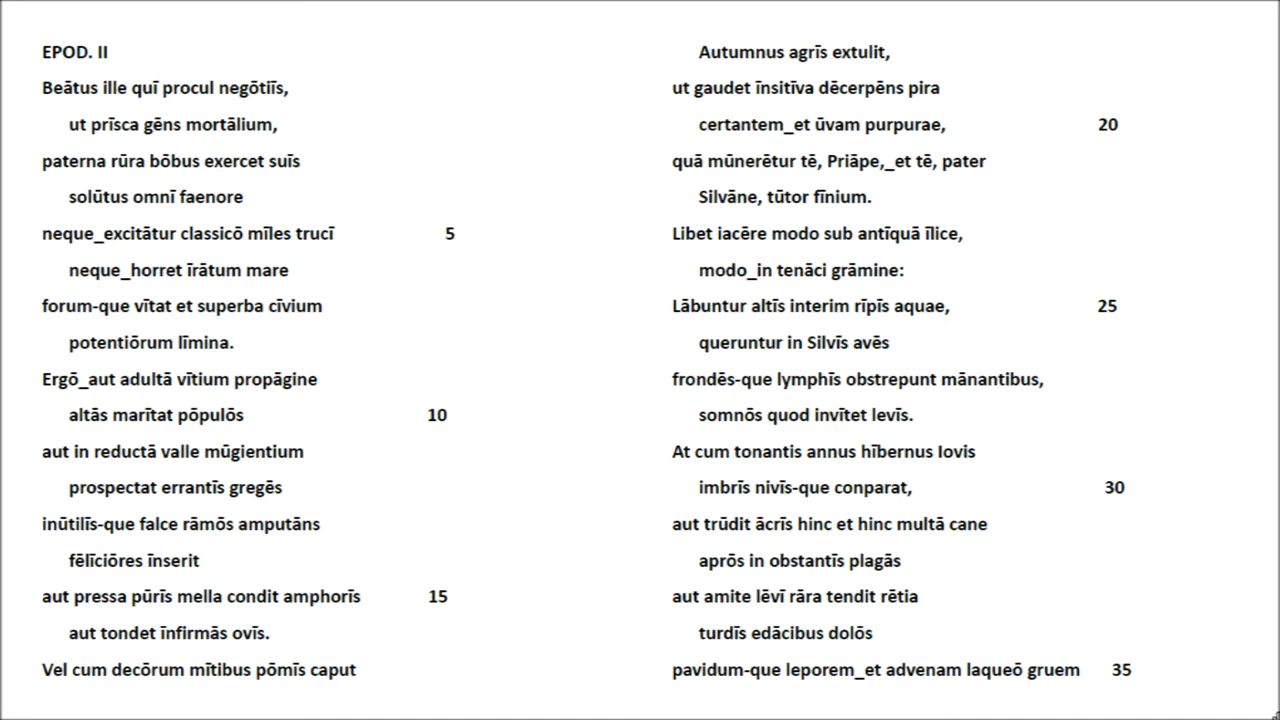 EPOD. II
Beātus ille quī procul negōtiīs,
ut prīsca gēns mortālium,
paterna rūra bōbus exercet suīs
solūtus omnī faenore
neque_excitātur classicō mīles trucī 5
neque_horret īrātum mare
forum-que vītat et superba cīvium
potentiōrum līmina.
Ergō_aut adultā vītium propāgine
altās marītat pōpulōs 10
aut in reductā valle mūgientium
prospectat errantīs gregēs
inūtilīs-que falce rāmōs amputāns
fēlīciōres īnserit
aut pressa pūrīs mella condit amphorīs 15
aut tondet īnfirmās ovīs.
Vel cum decōrum mītibus pōmīs caput
Autumnus agrīs extulit,
ut gaudet īnsitīva dēcerpēns pira
certantem_et ūvam purpurae, 20
quā mūnerētur tē, Priāpe,_et tē, pater
Silvāne, tūtor fīnium.
Libet iacēre modo sub antīquā īlice,
modo_in tenāci grāmine:
Lābuntur altīs interim rīpīs aquae, 25
queruntur in Silvīs avēs
frondēs-que lymphīs obstrepunt mānantibus,
somnōs quod invītet levīs.
At cum tonantis annus hībernus Iovis
imbrīs nivīs-que conparat, 30
aut trūdit ācrīs hinc et hinc multā cane
aprōs in obstantīs plagās
aut amite lēvī rāra tendit rētia
turdīs edācibus dolōs
pavidum-que leporem_et advenam laqueō gruem 35